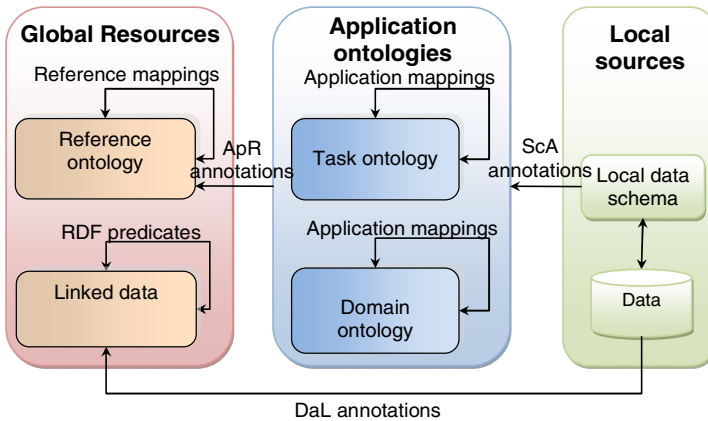 Global Resources
Reference mappings
Reference
ontology
RDF predicates
Linked data
ApR
annotations
Application
ontologies
Application mappings
Task ontology
Application mappings
Domain
ontology
ScA
annotations
Local
sources
Local data
schema
Data
DaL annotations